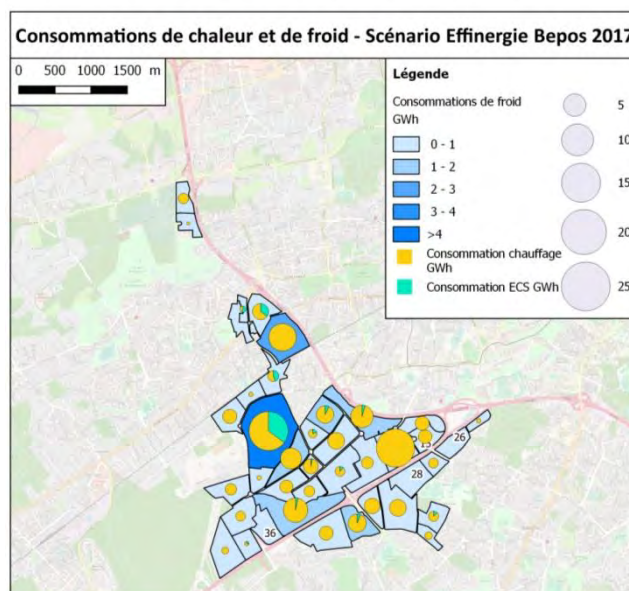 Consommations de chaleur et de froid - Scénario Effinergie Bepos 2017
0 500 1000 1500 m
Légende
Consommations de froid
GWh
0 - 1
1 - 2
2 - 3
3 - 4
>4
Consommation chauffage
GWh
Consommation ECS GWh
5
10
15
20
25
26
28
36